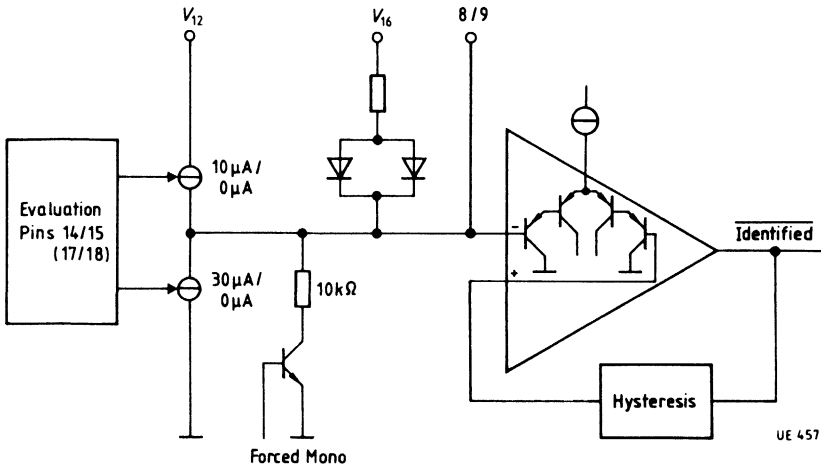 V12
V16
8/9
10µA/
0µA
Evaluation
Pins 14/15
(17/18)
30µA/
0µA
10kΩ
-
+
Identified
Hysteresis
Forced Mono
UE 457